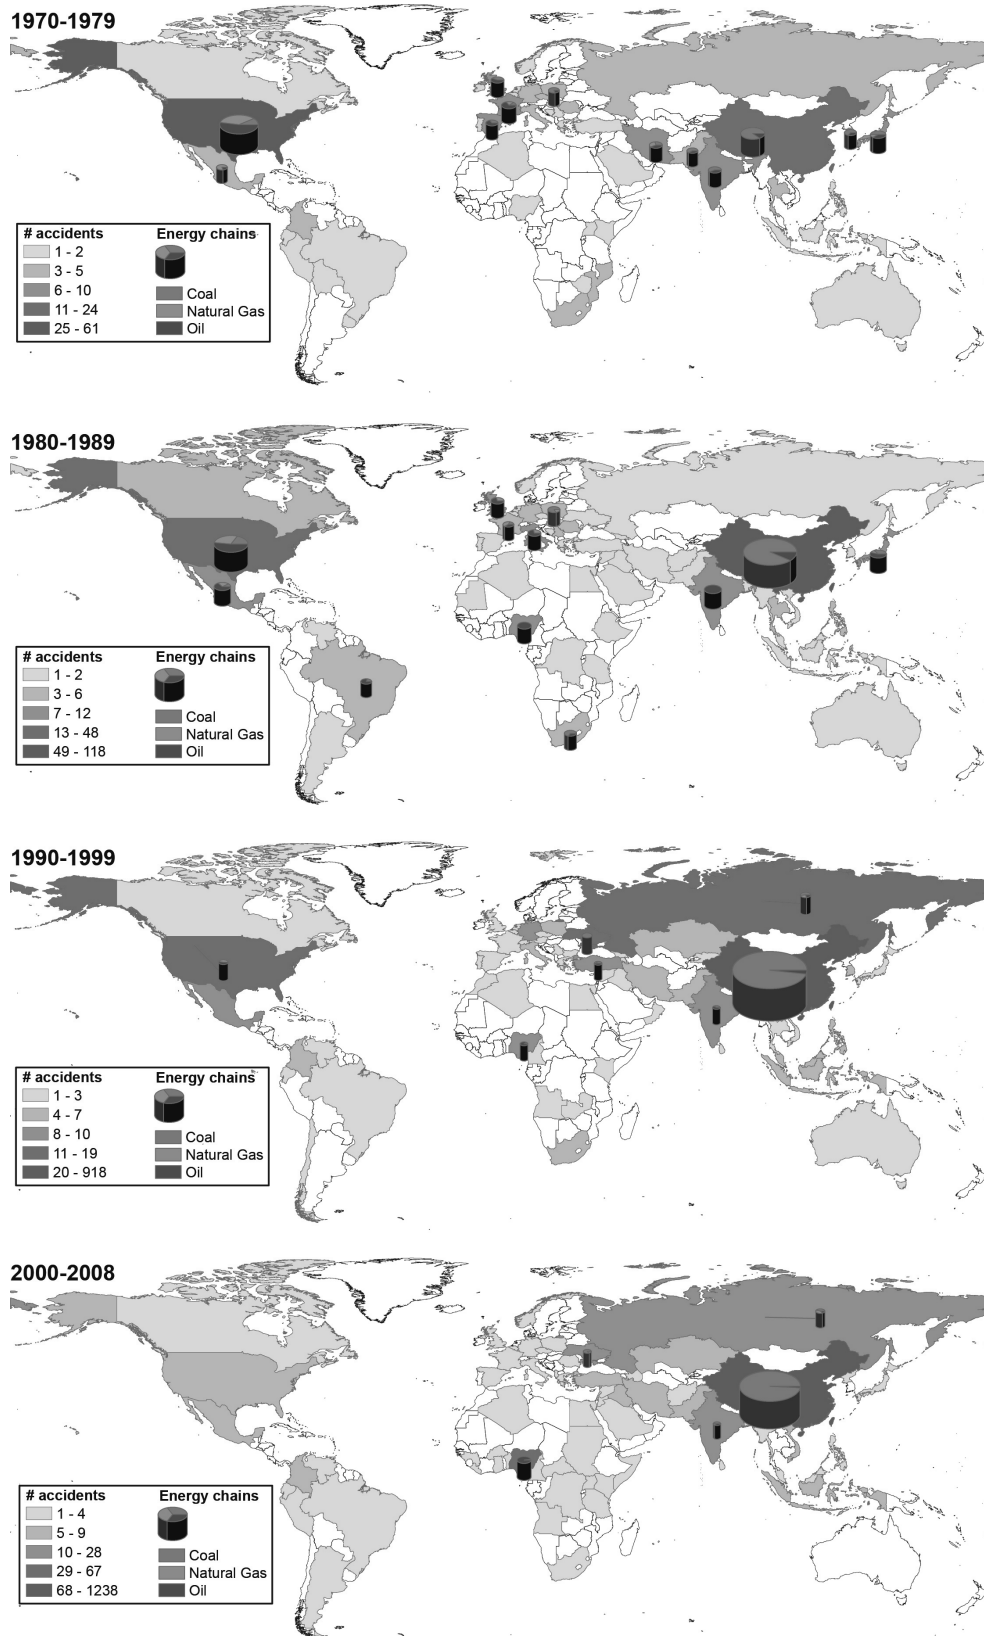 1970-1979
# accidents Energy chains
1 - 2
3 - 5
6 - 10 Coal
11 - 24 Natural Gas
25 - 61 Oil
1980-1989
# accidents Energy chains
1 - 2
3 - 6
7 - 12 Coal
13 - 48 Natural Gas
49 - 118 Oil
1990-1999
# accidents Energy chains
1 - 3
4 - 7
8 - 10 Coal
11 - 19 Natural Gas
20 - 918 Oil
2000-2008
# accidents Energy chains
1 - 4
5 - 9
10 - 28 Coal
29 - 67 Natural Gas
68 - 1238 Oil